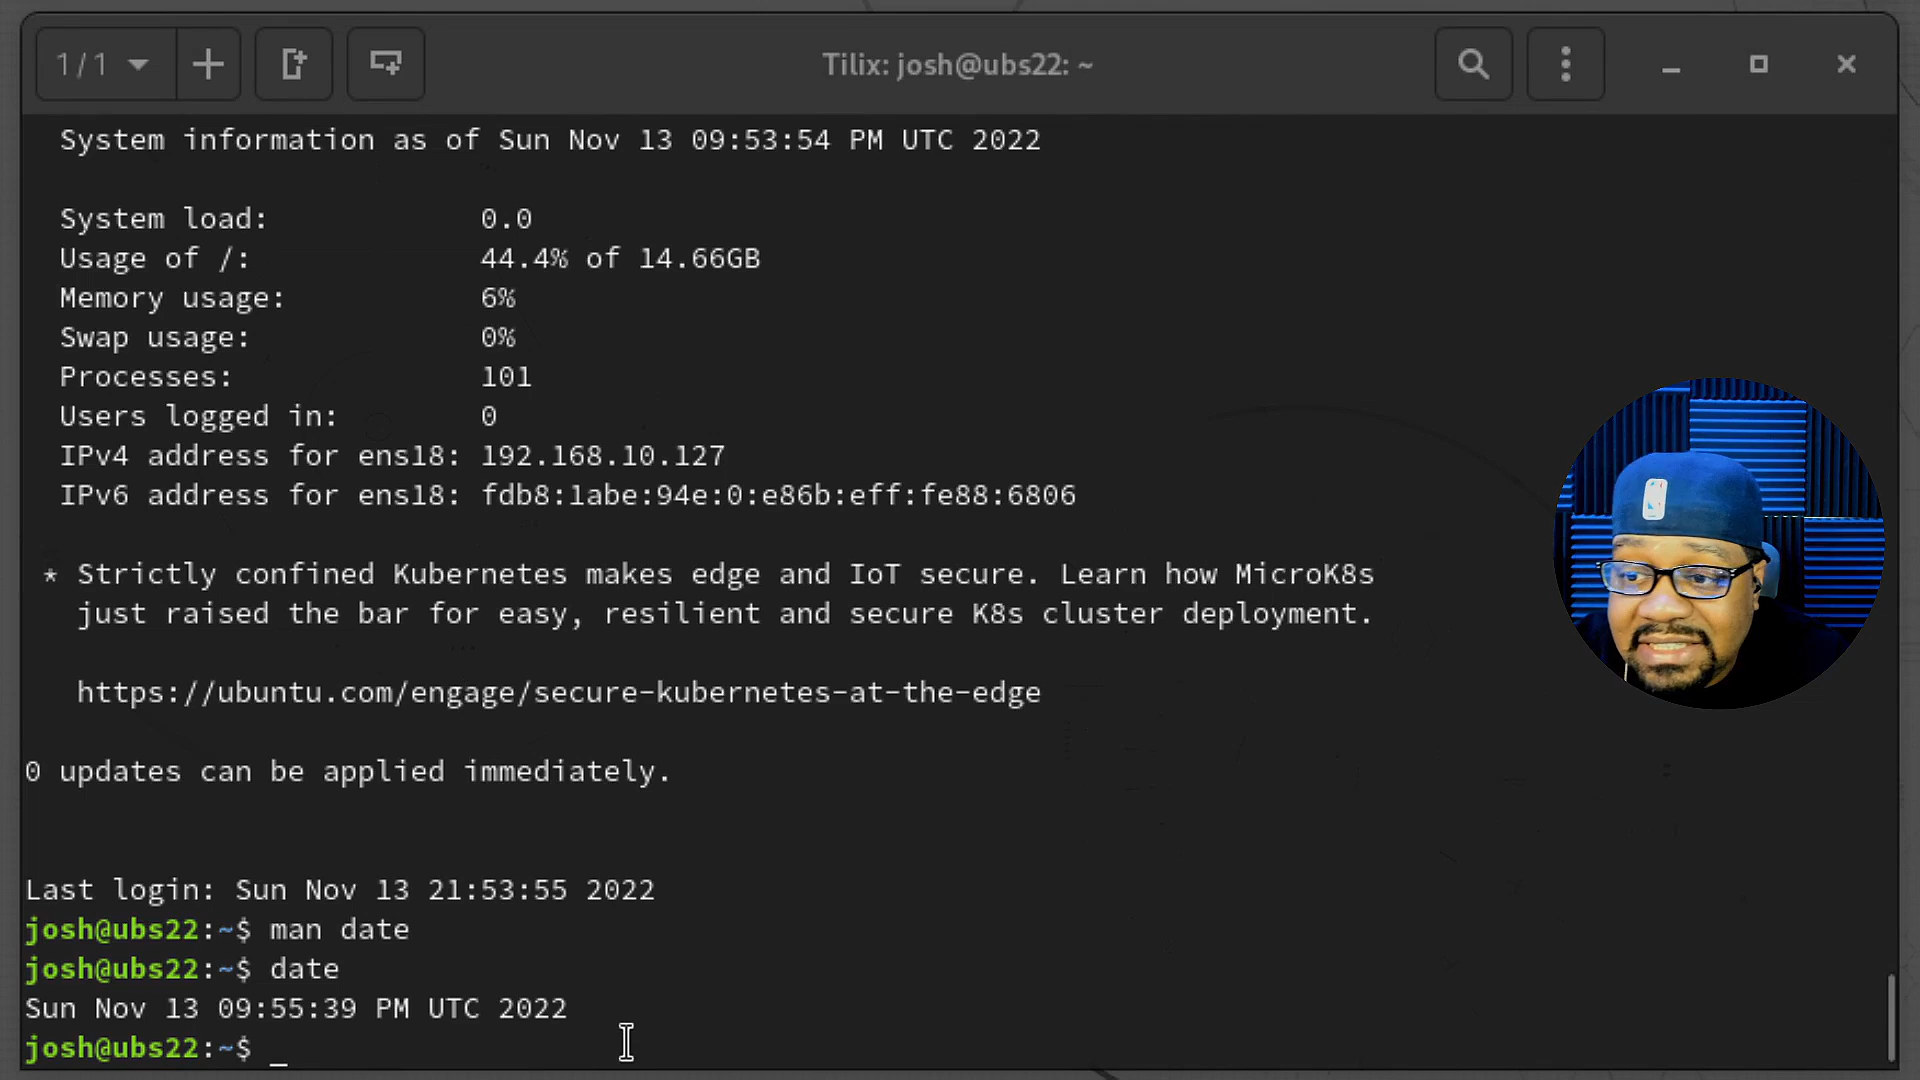 1/1
Tilix: josh@ubs22: ~
System information as of Sun Nov 13 09:53:54 PM UTC 2022
System load: 0.0
Usage of /: 44.4% of 14.66GB
Memory usage: 6%
Swap usage: 0%
Processes: 101
Users logged in: 0
IPv4 address for ens18: 192.168.10.127
IPv6 address for ens18: fdb8:1abe:94e:0:e86b:eff:fe88:6806
* Strictly confined Kubernetes makes edge and IoT secure. Learn how MicroK8s
just raised the bar for easy, resilient and secure K8s cluster deployment.
https://ubuntu.com/engage/secure-kubernetes-at-the-edge
0 updates can be applied immediately.
Last login: Sun Nov 13 21:53:55 2022
josh@ubs22:~$ man date
josh@ubs22:~$ date
Sun Nov 13 09:55:39 PM UTC 2022
josh@ubs22:~$ _